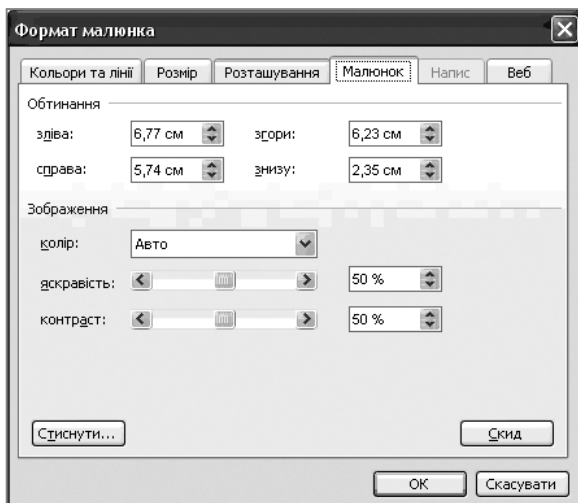 Формат малюнка
Кольори та лінії Розмір Розташування Малюнок Напис Веб
Обтинання
зліва: 6,77 см згори: 6,23 см
справа: 5,74 см знизу: 2,35 см
Зображення
колір: Авто
яскравість: 50 %
контраст: 50 %
Стиснути... Скид
ОК Скасувати